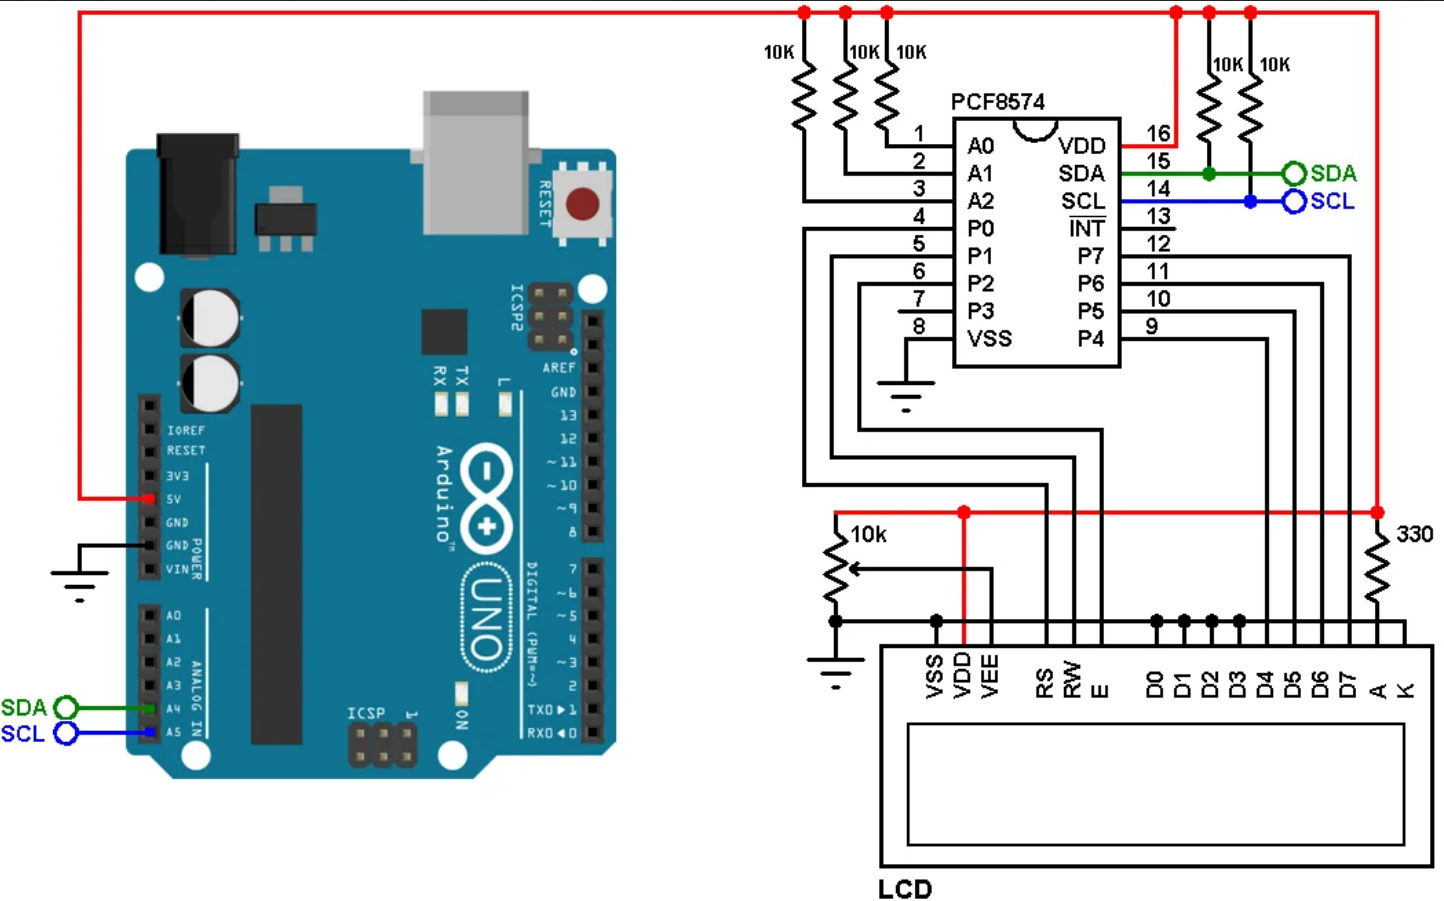 10K
10K
10K
10K
10K
PCF8574
1
A0
VDD
16
2
A1
SDA
15
SDA
3
A2
SCL
14
SCL
4
P0
INT
13
5
P1
P7
12
6
P2
P6
11
7
P3
P5
10
8
VSS
P4
9
RESET
ICSP2
AREF
GND
13
12
~11
~10
~9
8
7
~6
~5
4
~3
2
TX0►1
RX0◄0
DIGITAL (PWM=~)
RX
TX
L
Arduino™
UNO
ON
ICSP
1
IOREF
RESET
3V3
5V
GND
GND
VIN
POWER
A0
A1
A2
A3
A4
A5
ANALOG IN
SDA
SCL
10k
330
VSS
VDD
VEE
RS
RW
E
D0
D1
D2
D3
D4
D5
D6
D7
A
K
LCD